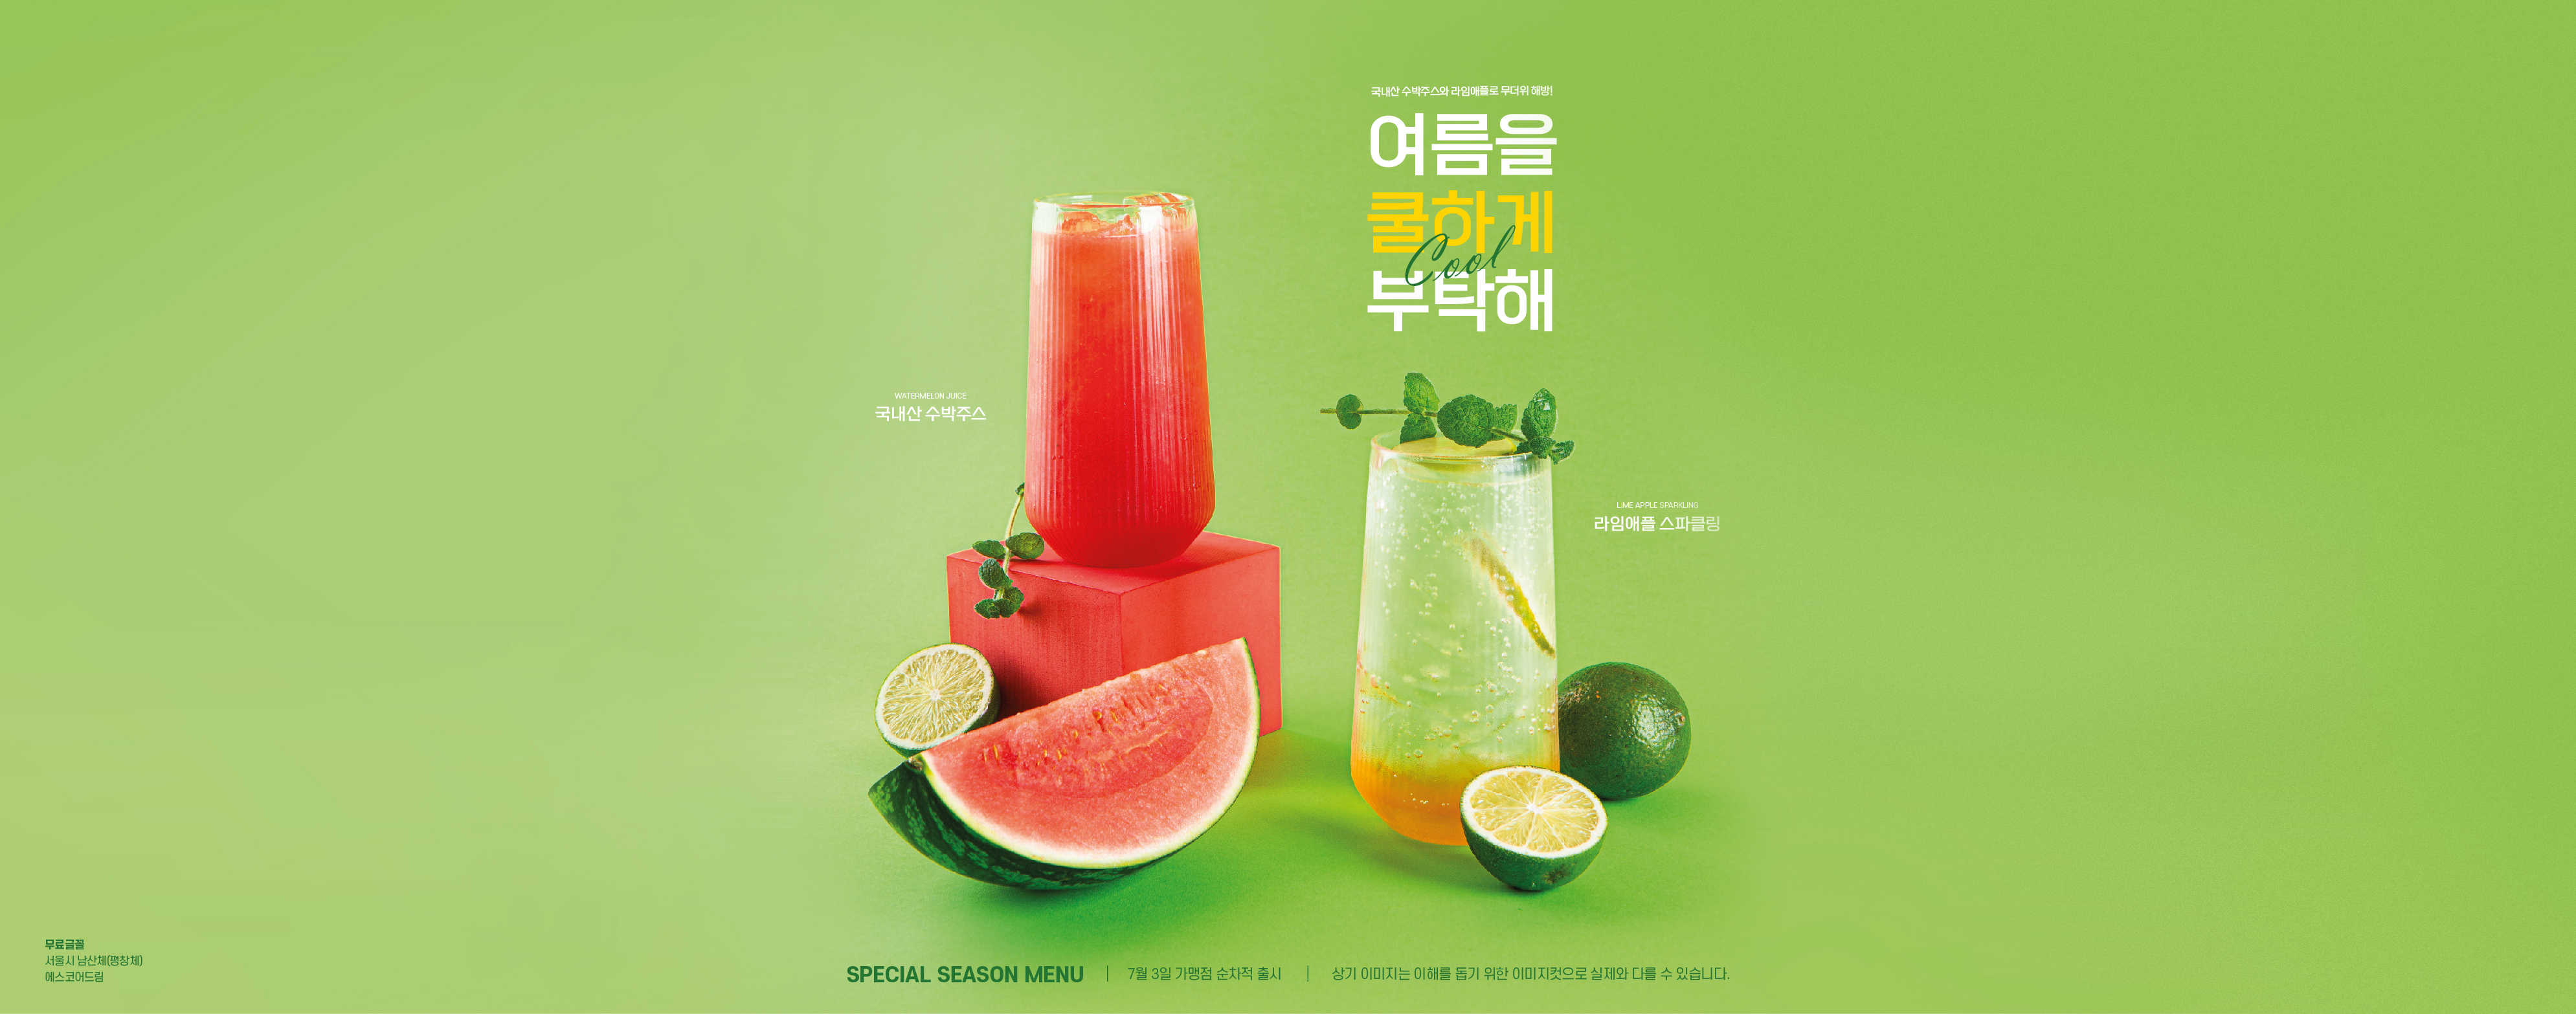 국내산 수박주스와 라임애플로 무더위 해방!
여름을
쿨하게
Cool
부탁해
WATERMELON JUICE
국내산 수박주스
LIME APPLE SPARKLING
라임애플 스파클링
무료글꼴
서울시 남산체(평창체)
에스코어드림
SPECIAL SEASON MENU | 7월 3일 가맹점 순차적 출시 | 상기 이미지는 이해를 돕기 위한 이미지컷으로 실제와 다를 수 있습니다.